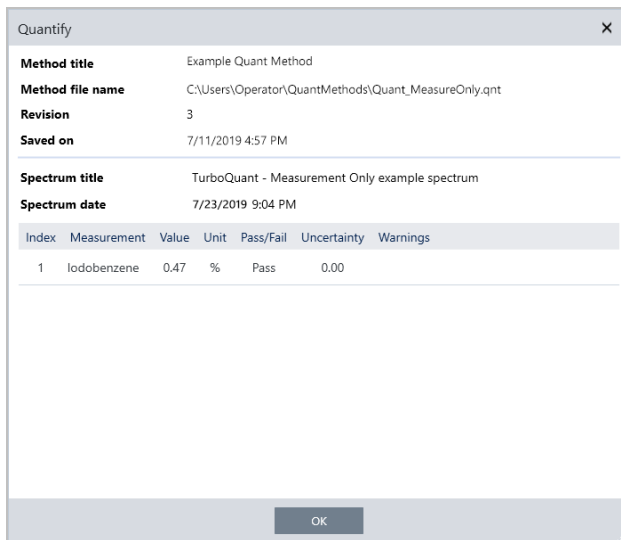 Quantify
Method title Example Quant Method
Method file name C:\Users\Operator\QuantMethods\Quant_MeasureOnly.qnt
Revision 3
Saved on 7/11/2019 4:57 PM
Spectrum title TurboQuant - Measurement Only example spectrum
Spectrum date 7/23/2019 9:04 PM
Index Measurement Value Unit Pass/Fail Uncertainty Warnings
1 Iodobenzene 0.47 % Pass 0.00
OK